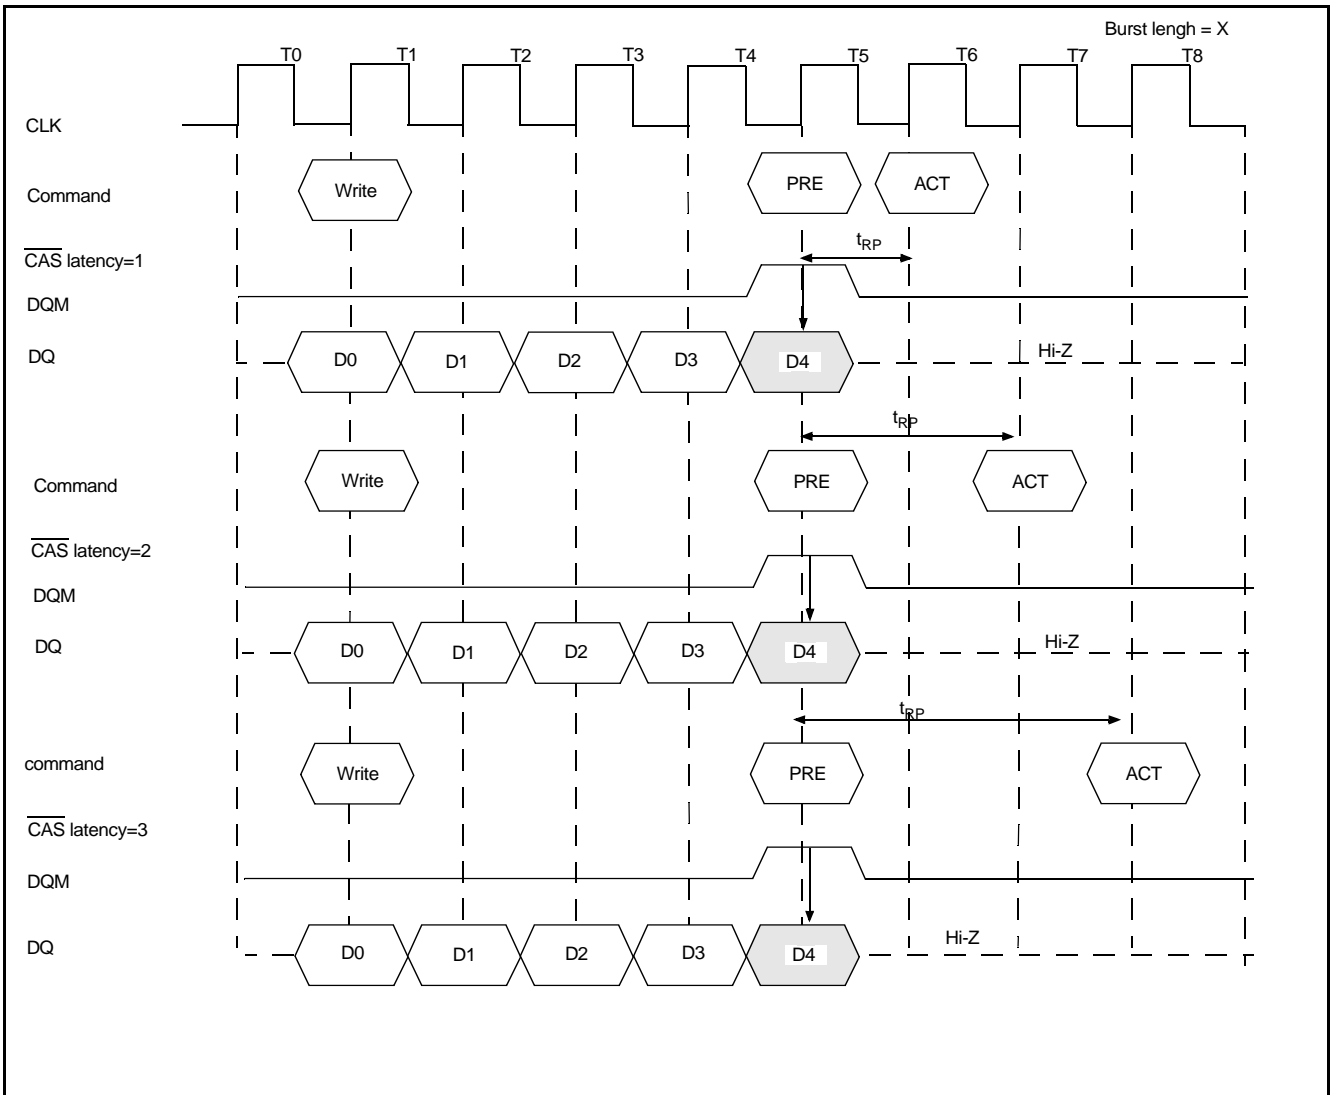 Burst lengh = X
T0 T1 T2 T3 T4 T5 T6 T7 T8
CLK
Command Write PRE ACT
tRP
CAS latency=1
DQM
DQ D0 D1 D2 D3 D4 Hi-Z
tRP
Command Write PRE ACT
CAS latency=2
DQM
DQ D0 D1 D2 D3 D4 Hi-Z
tRP
command Write PRE ACT
CAS latency=3
DQM
DQ D0 D1 D2 D3 D4 Hi-Z